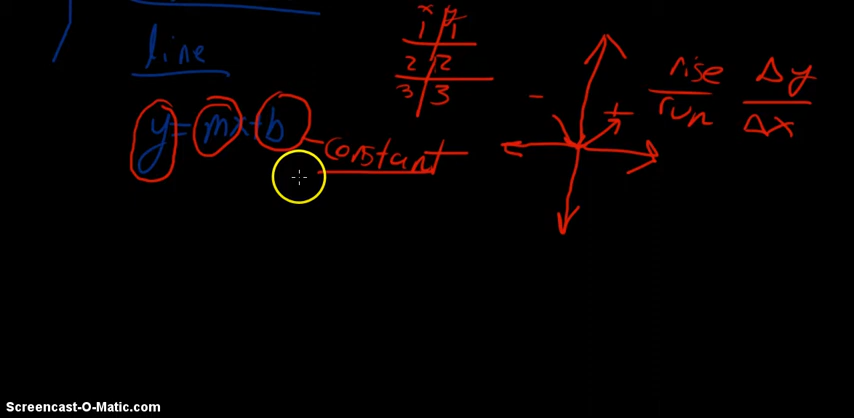 line
y = mx + b
constant
x y
1 1
2 2
3 3
-
+
rise
run
Δy
Δx
Screencast-O-Matic.com